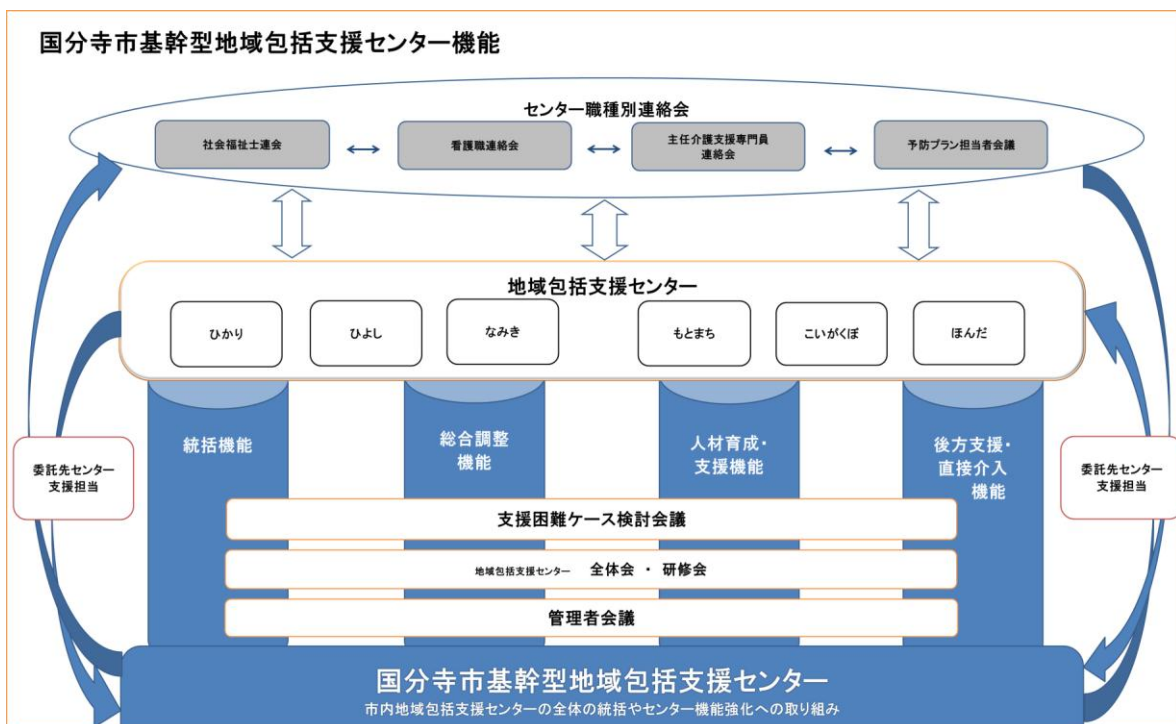 国分寺市基幹型地域包括支援センター機能
センター職種別連絡会
社会福祉士連会
看護職連絡会
主任介護支援専門員
連絡会
予防プラン担当者会議
地域包括支援センター
ひかり
ひよし
なみき
もとまち
こいがくぼ
ほんだ
統括機能
総合調整
機能
人材育成・
支援機能
後方支援・
直接介入
機能
委託先センター
支援担当
委託先センター
支援担当
支援困難ケース検討会議
地域包括支援センター 全体会 ・ 研修会
管理者会議
国分寺市基幹型地域包括支援センター
市内地域包括支援センターの全体の統括やセンター機能強化への取り組み